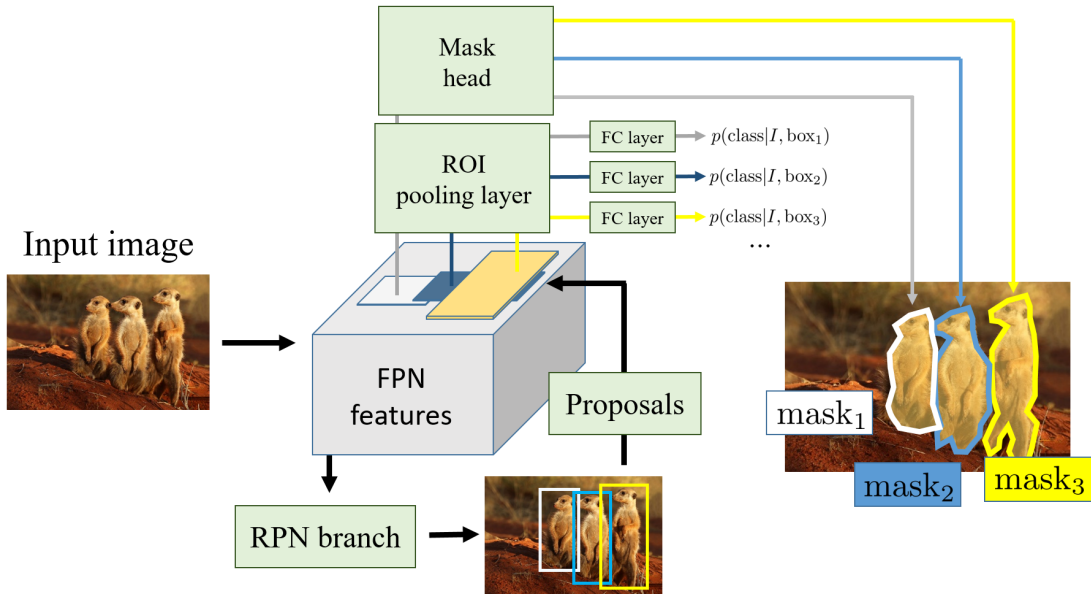 Mask
head
ROI
pooling layer
FC layer
p(class|I, box₁)
FC layer
p(class|I, box₂)
FC layer
p(class|I, box₃)
...
Input image
FPN
features
Proposals
RPN branch
mask₁
mask₂
mask₃